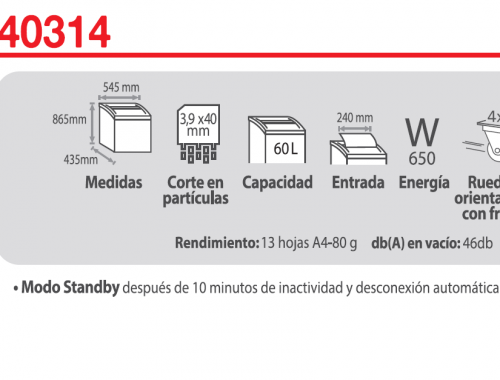 40314
545 mm
865mm
435mm
Medidas
3,9 x40
mm
Corte en
partículas
60 L
Capacidad
240 mm
Entrada
W
650
Energía
4x
Rued
orienta
con fr
Rendimiento: 13 hojas A4-80 g db(A) en vacío: 46db
• Modo Standby después de 10 minutos de inactividad y desconexión automática